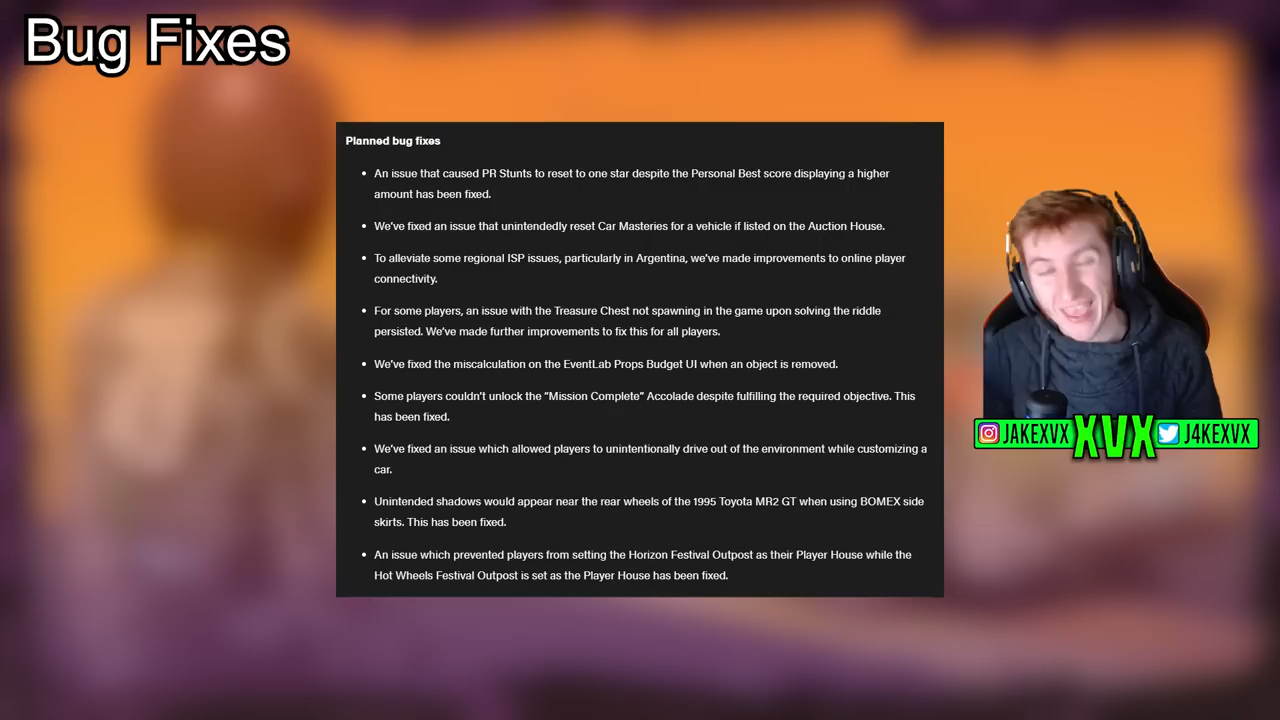 Bug Fixes
Planned bug fixes
• An issue that caused PR Stunts to reset to one star despite the Personal Best score displaying a higher
amount has been fixed.
• We've fixed an issue that unintendedly reset Car Masteries for a vehicle if listed on the Auction House.
• To alleviate some regional ISP issues, particularly in Argentina, we've made improvements to online player
connectivity.
• For some players, an issue with the Treasure Chest not spawning in the game upon solving the riddle
persisted. We've made further improvements to fix this for all players.
• We've fixed the miscalculation on the EventLab Props Budget UI when an object is removed.
• Some players couldn't unlock the "Mission Complete" Accolade despite fulfilling the required objective. This
has been fixed.
• We've fixed an issue which allowed players to unintentionally drive out of the environment while customizing a
car.
• Unintended shadows would appear near the rear wheels of the 1995 Toyota MR2 GT when using BOMEX side
skirts. This has been fixed.
• An issue which prevented players from setting the Horizon Festival Outpost as their Player House while the
Hot Wheels Festival Outpost is set as the Player House has been fixed.
JAKEXVX XVX J4KEXVX